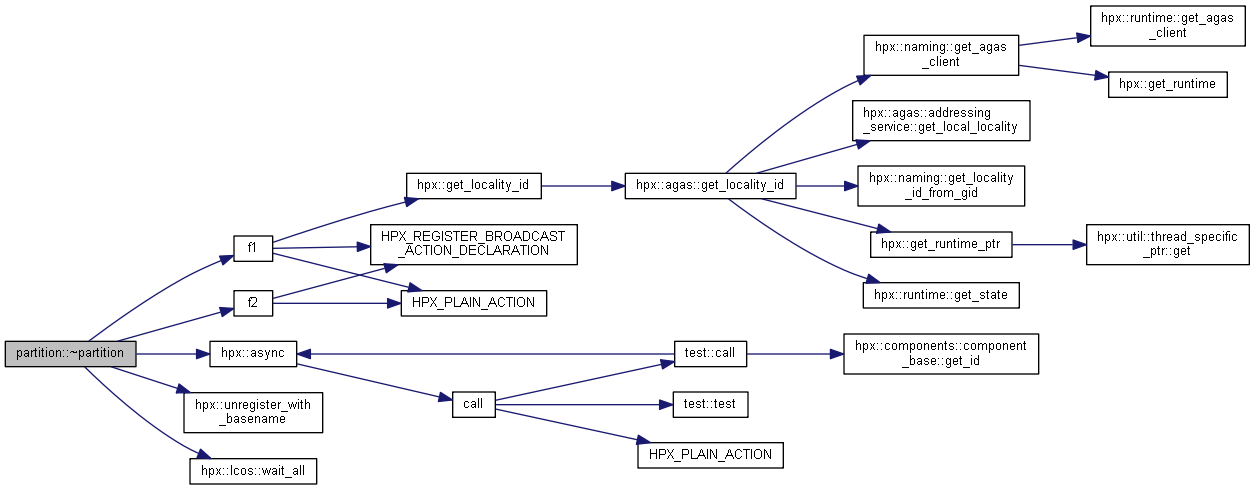 partition::~partition
f1
hpx::get_locality_id
hpx::agas::get_locality_id
hpx::naming::get_agas
_client
hpx::runtime::get_agas
_client
hpx::get_runtime
hpx::agas::addressing
_service::get_local_locality
hpx::naming::get_locality
_id_from_gid
hpx::get_runtime_ptr
hpx::util::thread_specific
_ptr::get
hpx::runtime::get_state
HPX_REGISTER_BROADCAST
_ACTION_DECLARATION
HPX_PLAIN_ACTION
f2
hpx::async
call
test::call
hpx::components::component
_base::get_id
test::test
HPX_PLAIN_ACTION
hpx::unregister_with
_basename
hpx::lcos::wait_all